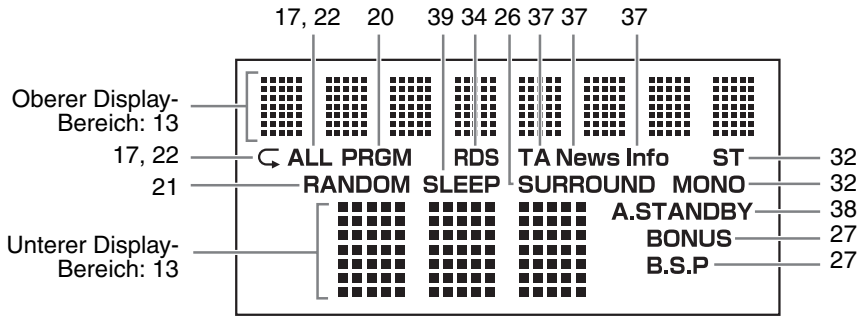 17, 22 20 39 34 26 37 37 37
Oberer Display-
Bereich: 13
17, 22 ALL PRGM RDS TA News Info ST 32
21 RANDOM SLEEP SURROUND MONO 32
A.STANDBY 38
Unterer Display-
Bereich: 13
BONUS 27
B.S.P 27